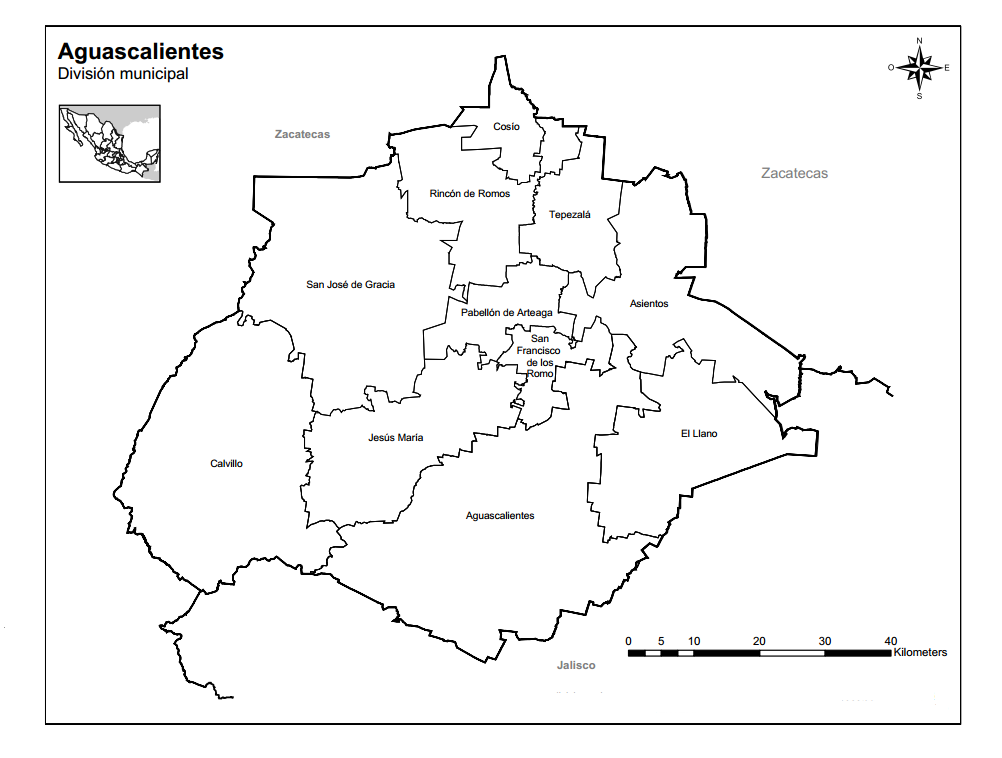 Aguascalientes
División municipal
N
O
E
S
Zacatecas
Zacatecas
Cosío
Rincón de Romos
Tepezalá
San José de Gracia
Asientos
Pabellón de Arteaga
San
Francisco
de los
Romo
Jesús María
El Llano
Calvillo
Aguascalientes
Jalisco
0 5 10 20 30 40
Kilometers